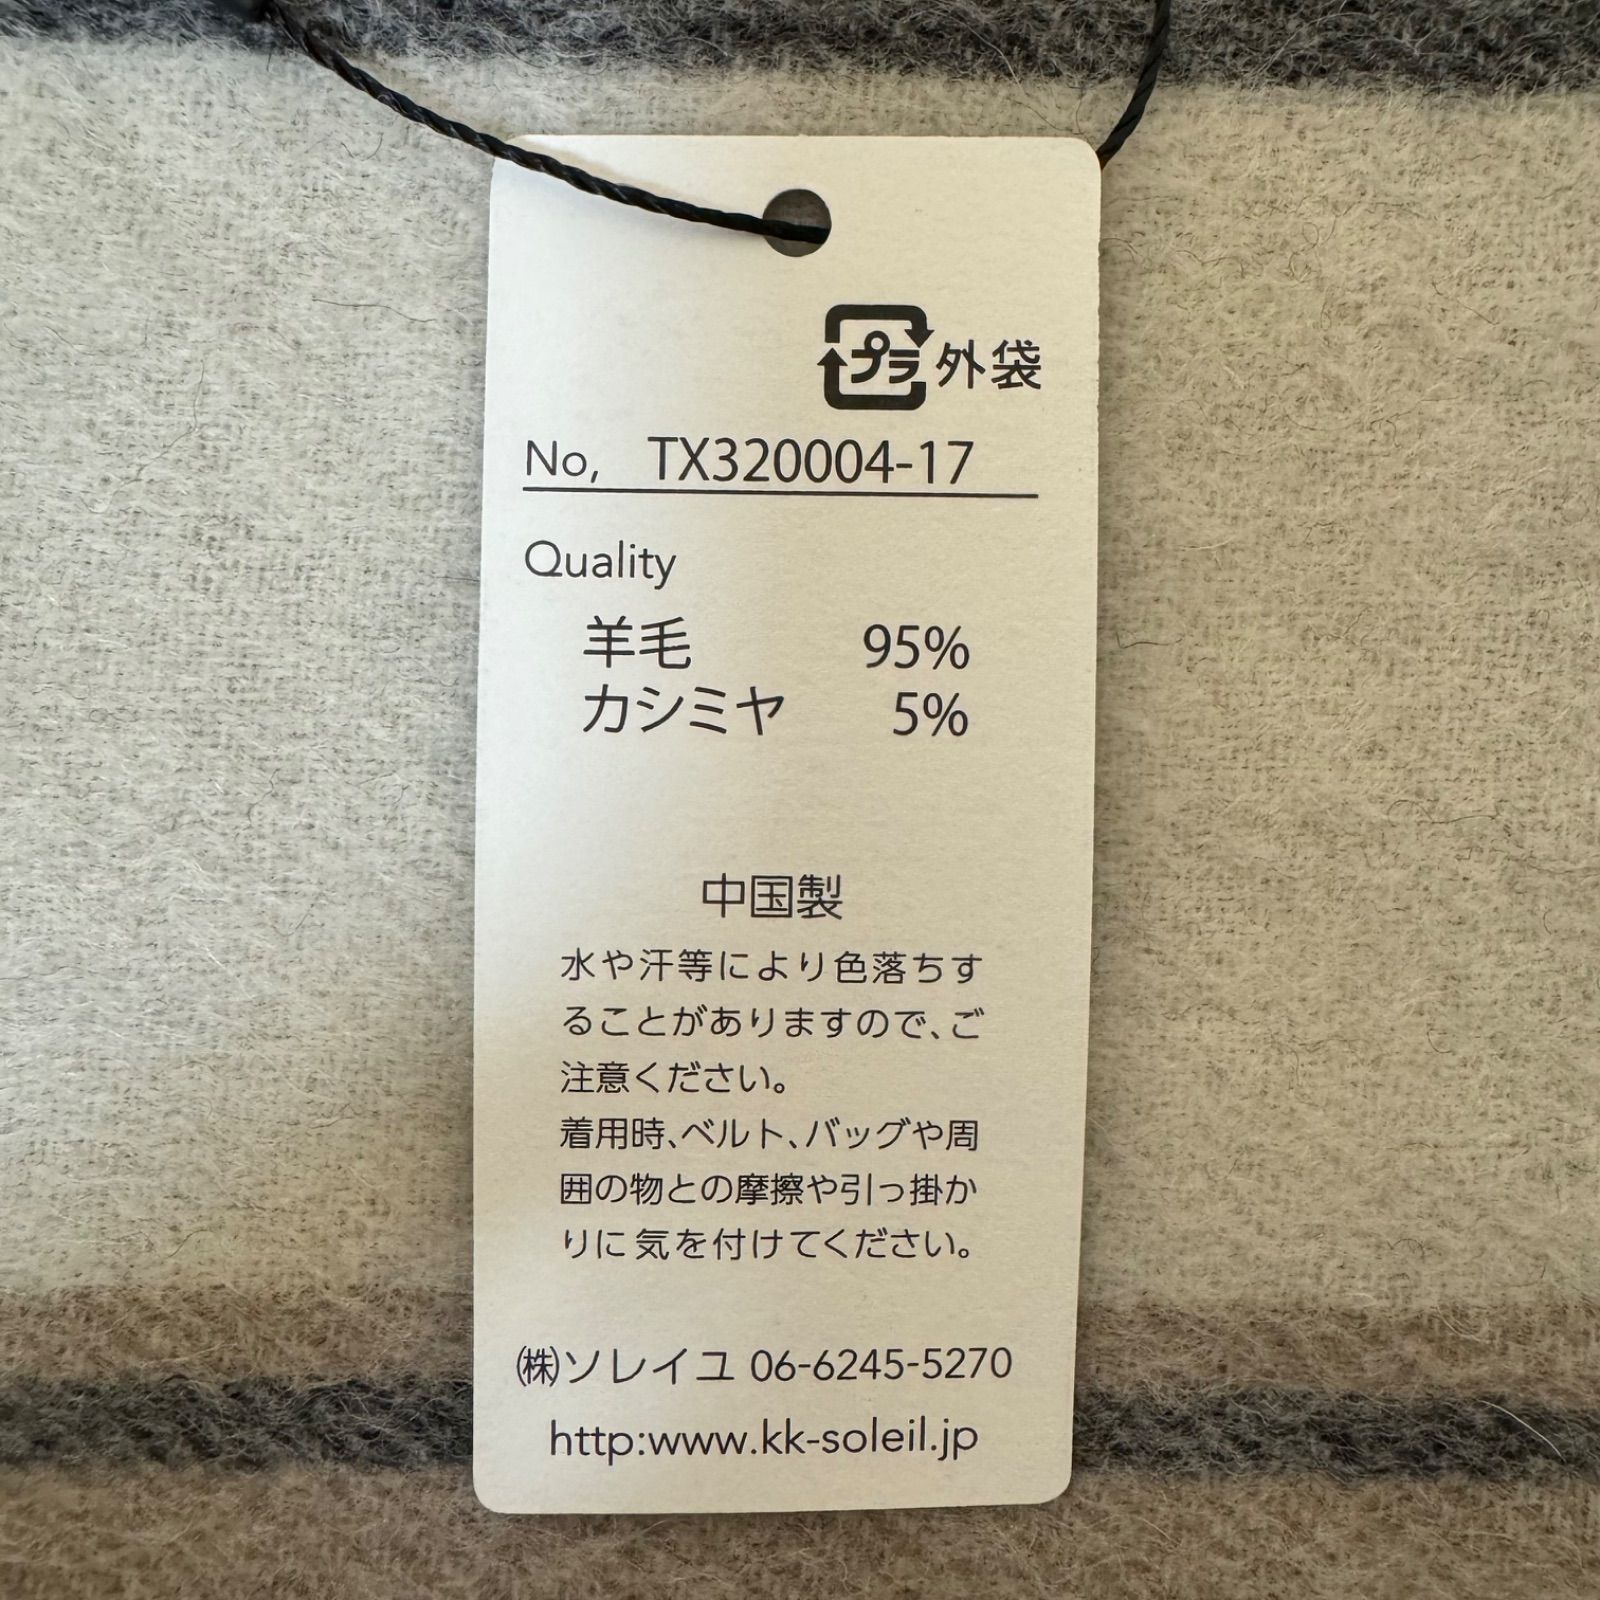 プラ 外袋
No, TX320004-17
Quality
羊毛 95%
カシミヤ 5%
中国製
水や汗等により色落ちす
ることがありますので、ご
注意ください。
着用時、ベルト、バッグや周
囲の物との摩擦や引っ掛か
りに気を付けてください。
㈱ソレイユ 06-6245-5270
http:www.kk-soleil.jp